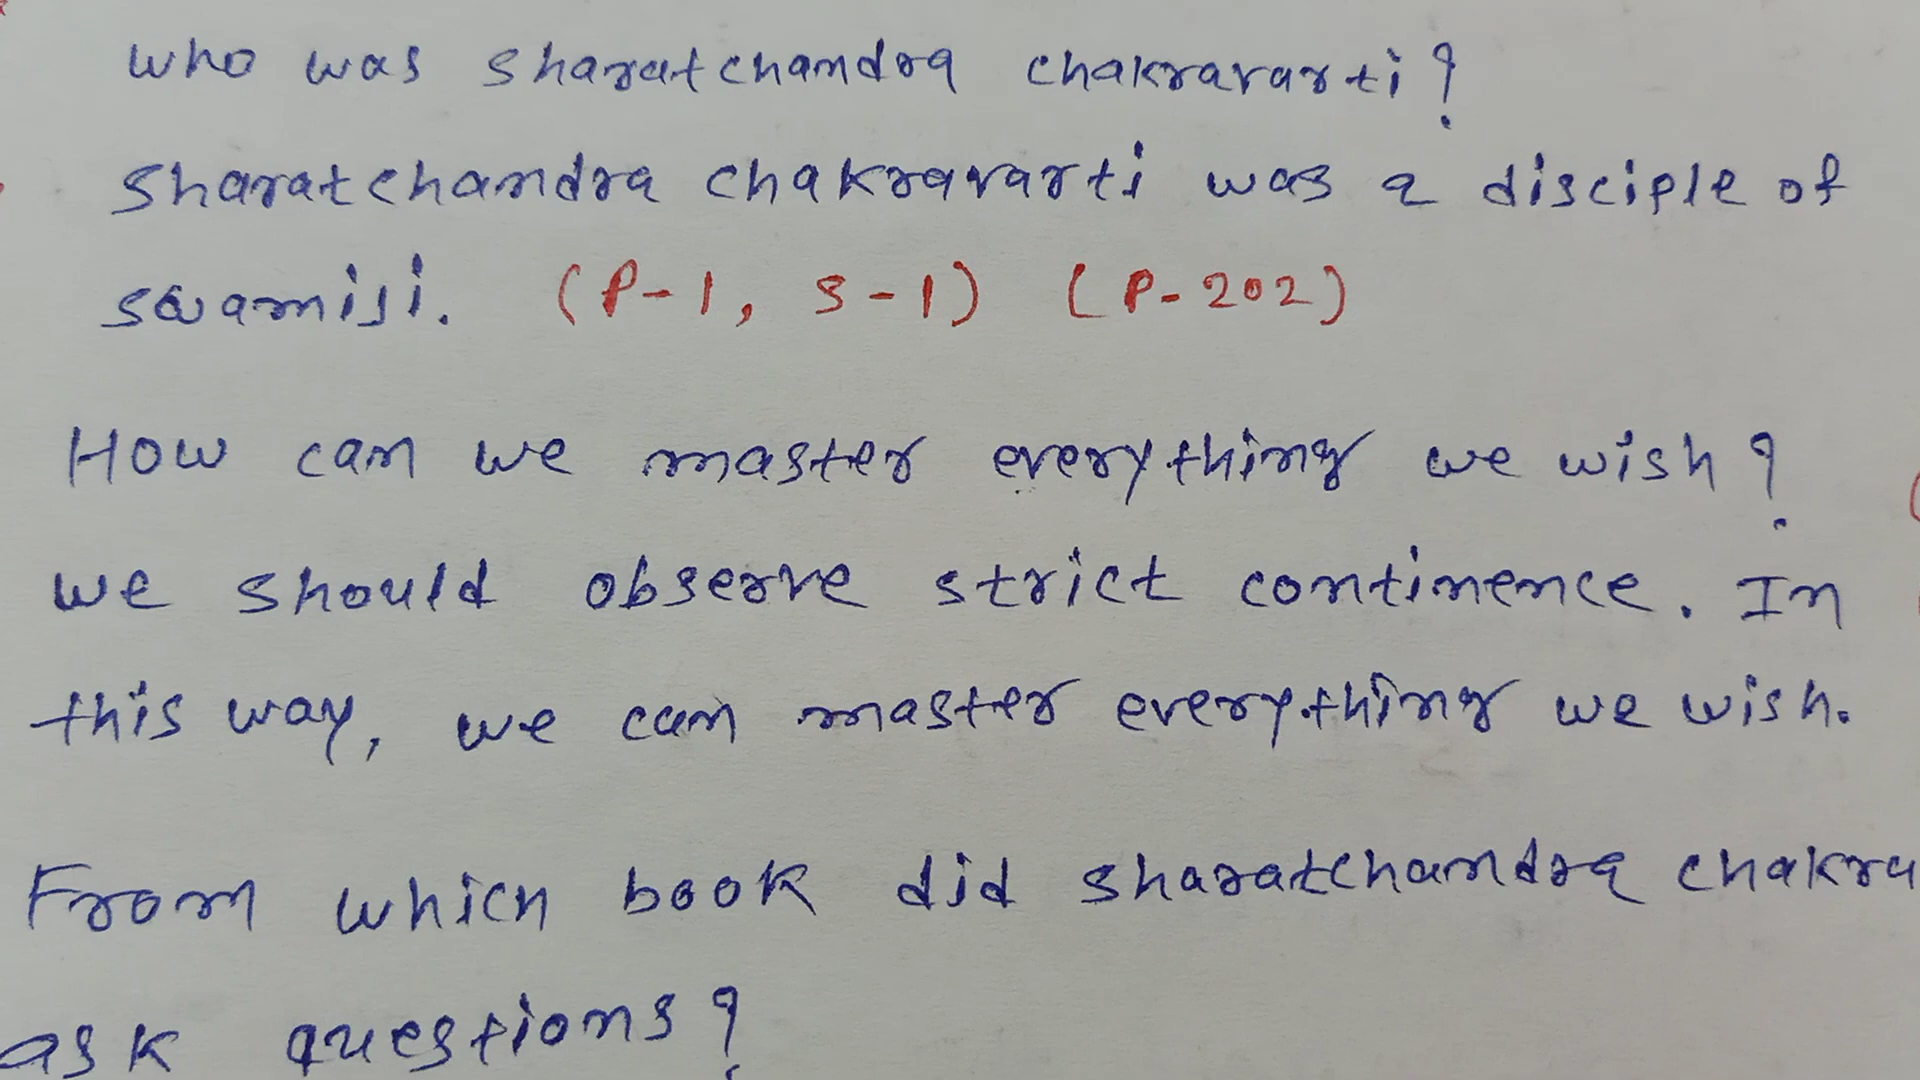 who was sharatchandra chakravarti?
sharatchandra chakravarti was a disciple of
swamiji. (P-1, S-1) (P-202)
How can we master everything we wish?
we should observe strict continence. In
this way, we can master everything we wish.
From which book did sharatchandra chakra
ask questions?